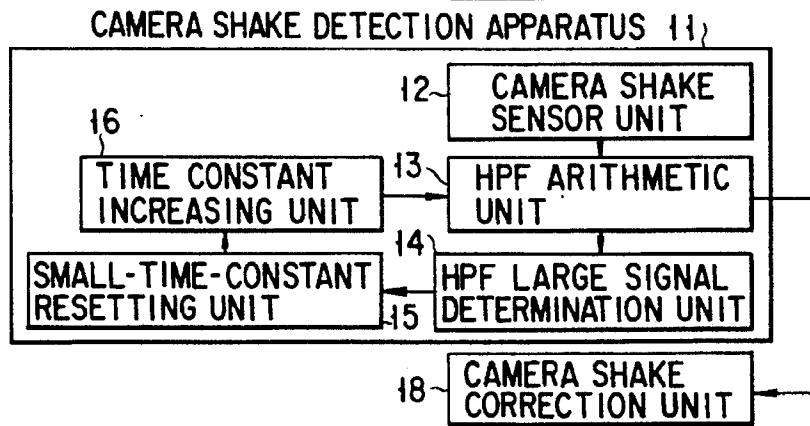 CAMERA SHAKE DETECTION APPARATUS 11
12
CAMERA SHAKE
SENSOR UNIT
16
TIME CONSTANT
INCREASING UNIT
13
HPF ARITHMETIC
UNIT
SMALL-TIME-CONSTANT
RESETTING UNIT
15
14
HPF LARGE SIGNAL
DETERMINATION UNIT
18
CAMERA SHAKE
CORRECTION UNIT